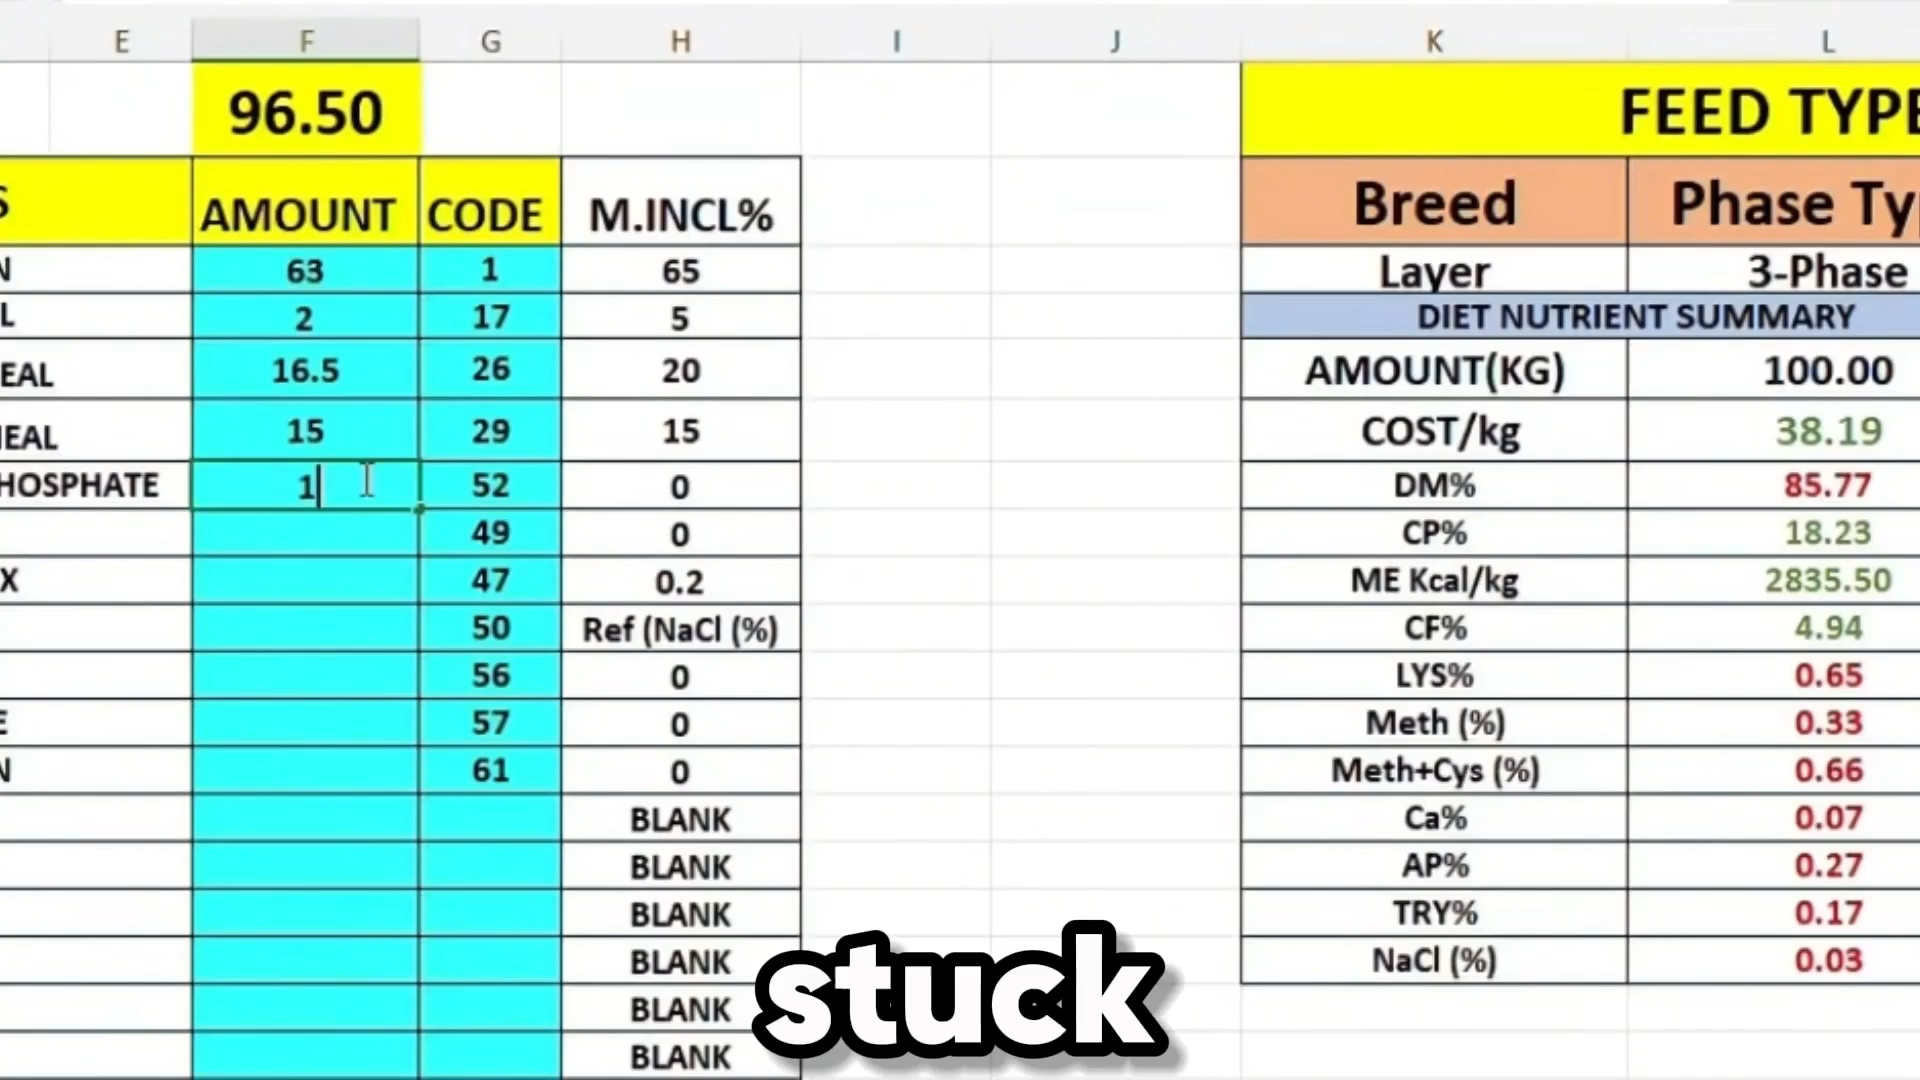 E F G H I J K L
96.50 FEED TYPE
S AMOUNT CODE M.INCL% Breed Phase Ty
N 63 1 65 Layer 3-Phase
L 2 17 5 DIET NUTRIENT SUMMARY
EAL 16.5 26 20 AMOUNT(KG) 100.00
EAL 15 29 15 COST/kg 38.19
HOSPHATE 1 52 0 DM% 85.77
49 0 CP% 18.23
X 47 0.2 ME Kcal/kg 2835.50
50 Ref (NaCl (%) CF% 4.94
56 0 LYS% 0.65
E 57 0 Meth (%) 0.33
N 61 0 Meth+Cys (%) 0.66
BLANK Ca% 0.07
BLANK AP% 0.27
BLANK TRY% 0.17
BLANK NaCl (%) 0.03
BLANK
BLANK
stuck